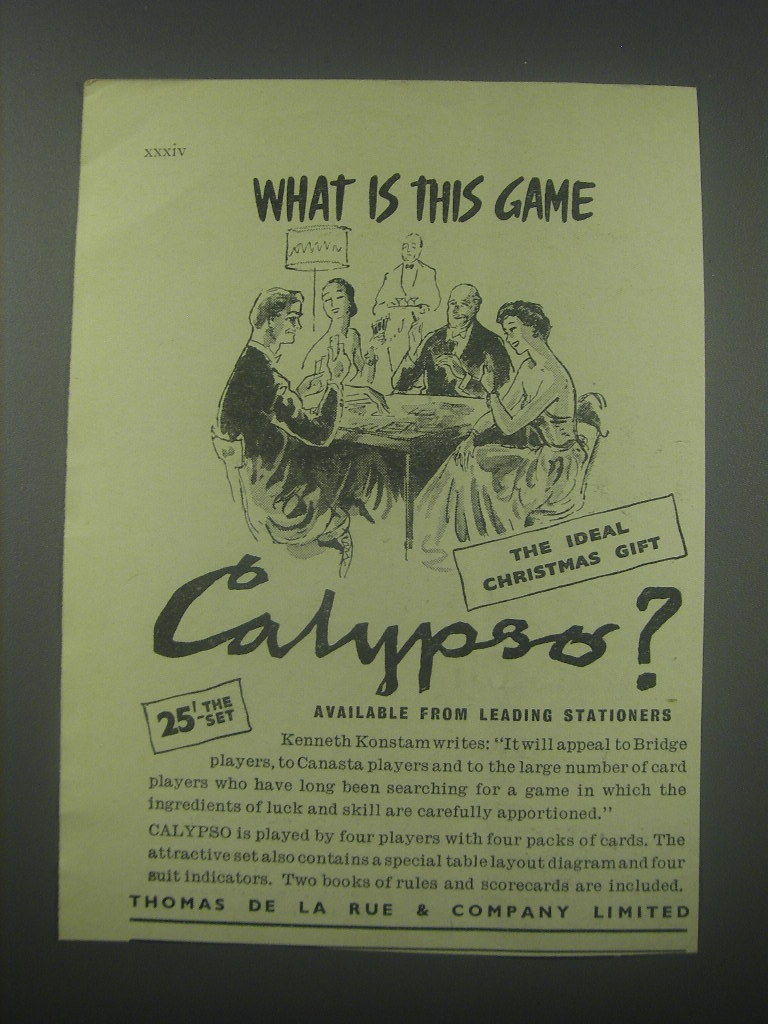 xxxiv
WHAT IS THIS GAME
THE IDEAL
CHRISTMAS GIFT
Calypso?
25'- THE SET
AVAILABLE FROM LEADING STATIONERS
Kenneth Konstam writes: "It will appeal to Bridge
players, to Canasta players and to the large number of card
players who have long been searching for a game in which the
ingredients of luck and skill are carefully apportioned."
CALYPSO is played by four players with four packs of cards. The
attractive set also contains a special table layout diagram and four
suit indicators. Two books of rules and scorecards are included.
THOMAS DE LA RUE & COMPANY LIMITED